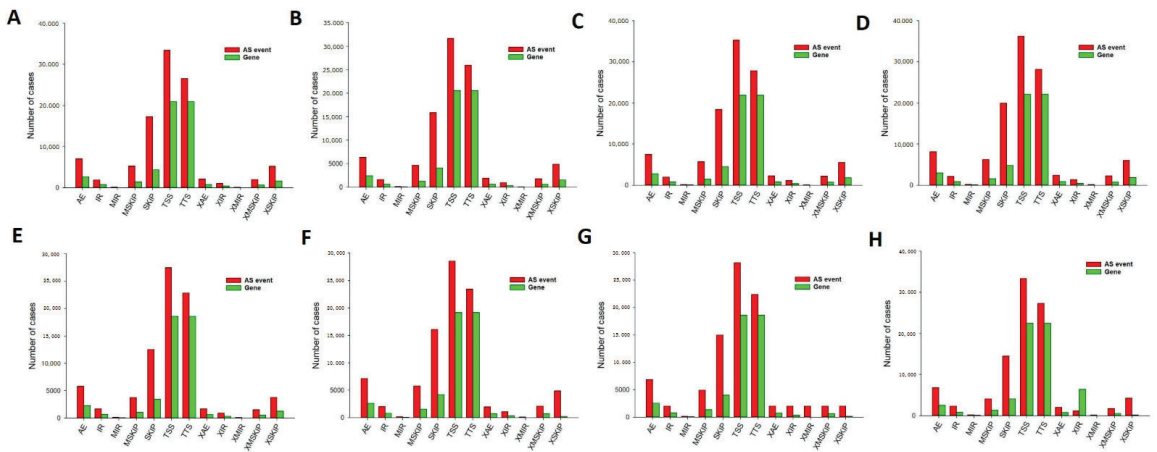 A
Number of cases
40,000
30,000
20,000
10,000
0
AS event
Gene
AE IR MIR MSKIP SKIP TSS TTS XAE XIR XMIR XMSKIP XSKIP
B
Number of cases
35,000
30,000
25,000
20,000
15,000
10,000
5000
0
AS event
Gene
AE IR MIR MSKIP SKIP TSS TTS XAE XIR XMIR XMSKIP XSKIP
C
Number of cases
40,000
30,000
20,000
10,000
0
AS event
Gene
AE IR MIR MSKIP SKIP TSS TTS XAE XIR XMIR XMSKIP XSKIP
D
Number of cases
40,000
30,000
20,000
10,000
0
AS event
Gene
AE IR MIR MSKIP SKIP TSS TTS XAE XIR XMIR XMSKIP XSKIP
E
Number of cases
30,000
25,000
20,000
15,000
10,000
5000
0
AS event
Gene
AE IR MIR MSKIP SKIP TSS TTS XAE XIR XMIR XMSKIP XSKIP
F
Number of cases
30,000
25,000
20,000
15,000
10,000
5000
0
AS event
Gene
AE IR MIR MSKIP SKIP TSS TTS XAE XIR XMIR XMSKIP XSKIP
G
Number of cases
30,000
25,000
20,000
15,000
10,000
5000
0
AS event
Gene
AE IR MIR MSKIP SKIP TSS TTS XAE XIR XMIR XMSKIP XSKIP
H
Number of cases
40,000
30,000
20,000
10,000
0
AS event
Gene
AE IR MIR MSKIP SKIP TSS TTS XAE XIR XMIR XMSKIP XSKIP